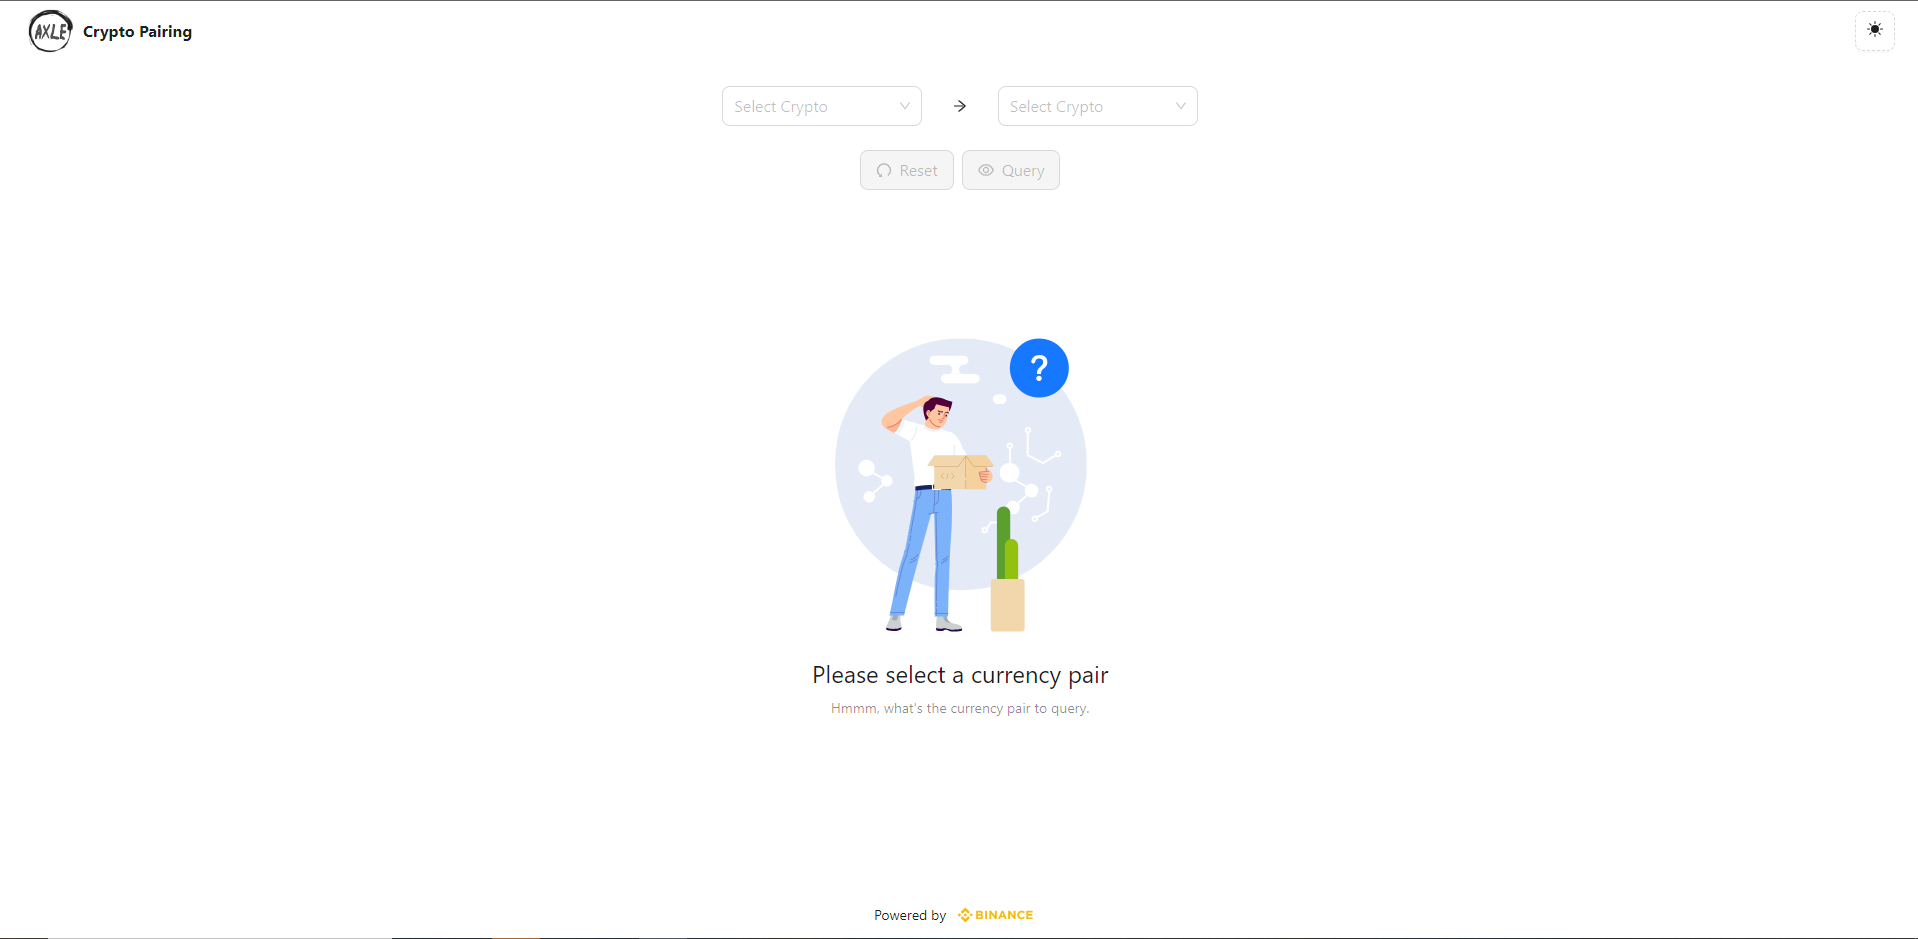 AXLE Crypto Pairing
Select Crypto Select Crypto
Reset Query
?
</>
Please select a currency pair
Hmmm, what's the currency pair to query.
Powered by BINANCE